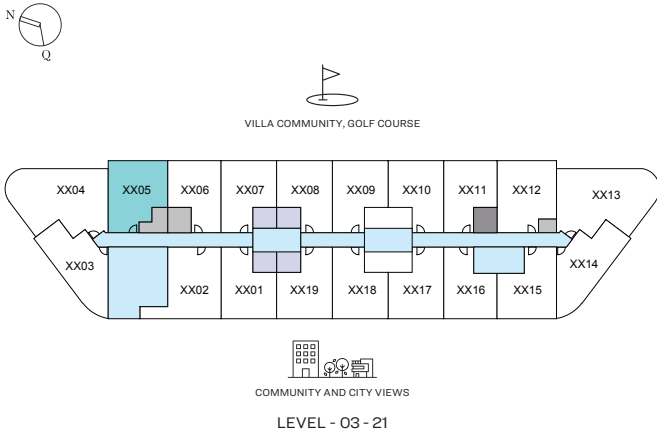 N
Q
VILLA COMMUNITY, GOLF COURSE
XX04 XX05 XX06 XX07 XX08 XX09 XX10 XX11 XX12 XX13
XX03 XX14
XX02 XX01 XX19 XX18 XX17 XX16 XX15
COMMUNITY AND CITY VIEWS
LEVEL - 03 - 21